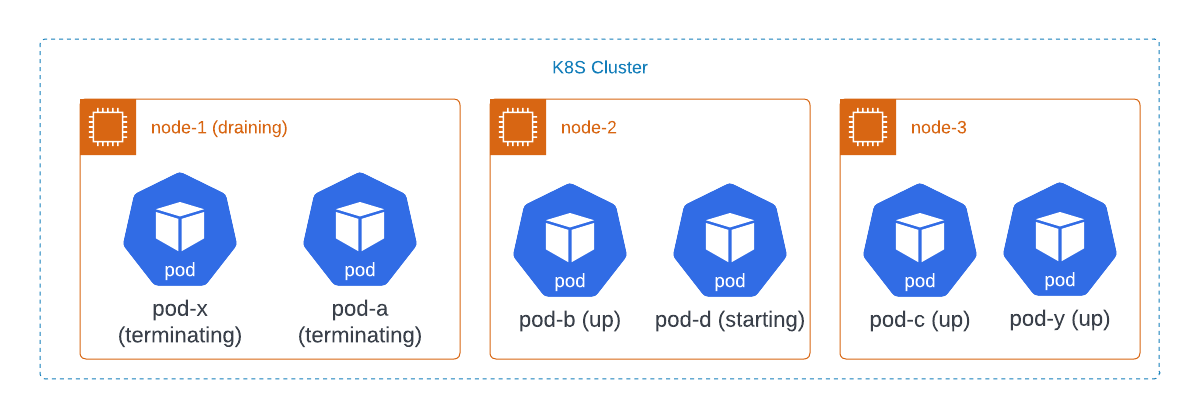 K8S Cluster
node-1 (draining)
node-2
node-3
pod
pod
pod
pod
pod
pod
pod-x
(terminating)
pod-a
(terminating)
pod-b (up)
pod-d (starting)
pod-c (up)
pod-y (up)